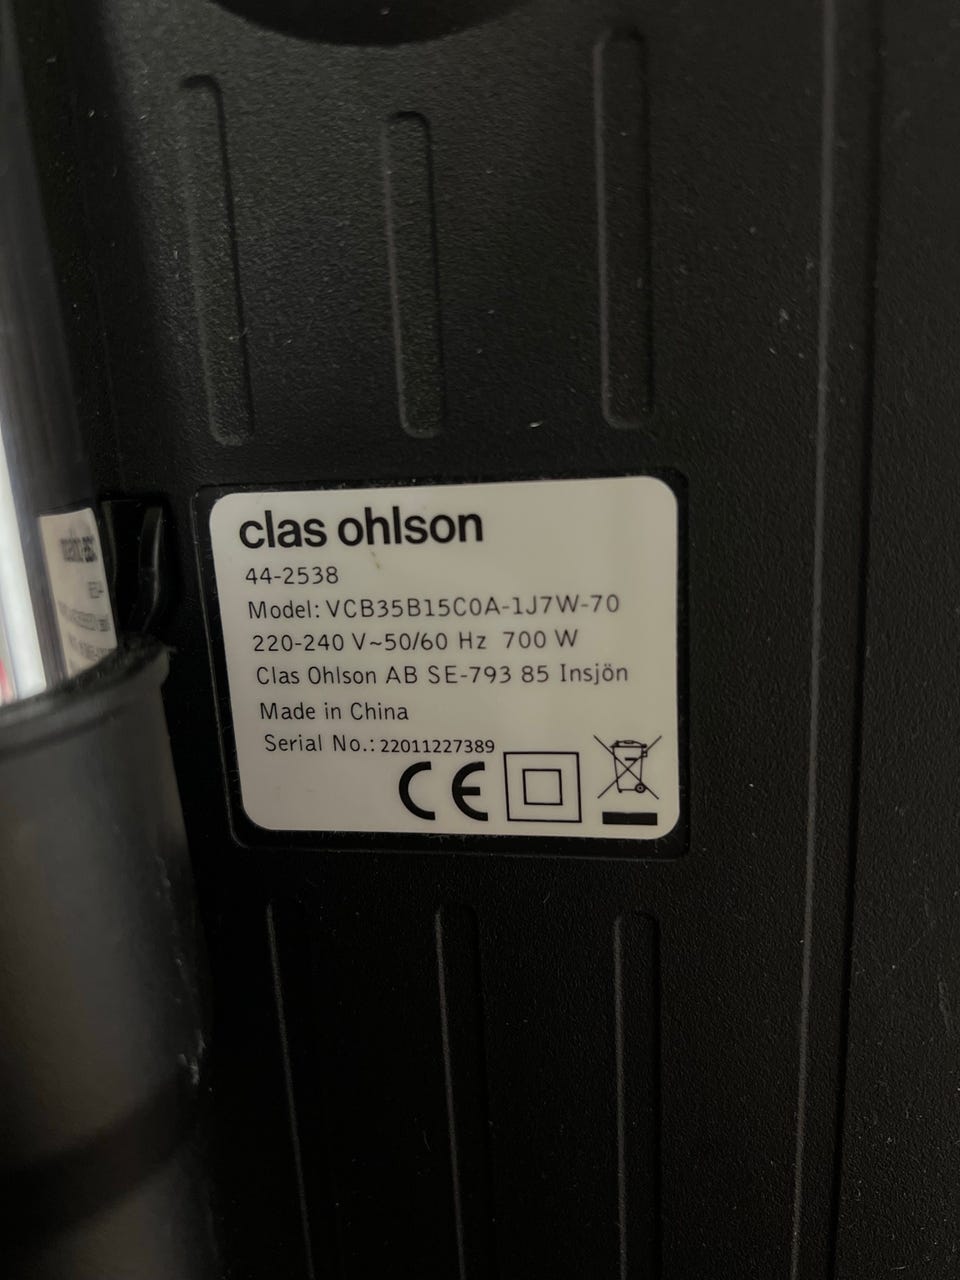 clas ohlson
44-2538
Model: VCB35B15C0A-1J7W-70
220-240 V~50/60 Hz 700 W
Clas Ohlson AB SE-793 85 Insjön
Made in China
Serial No.: 22011227389
CE